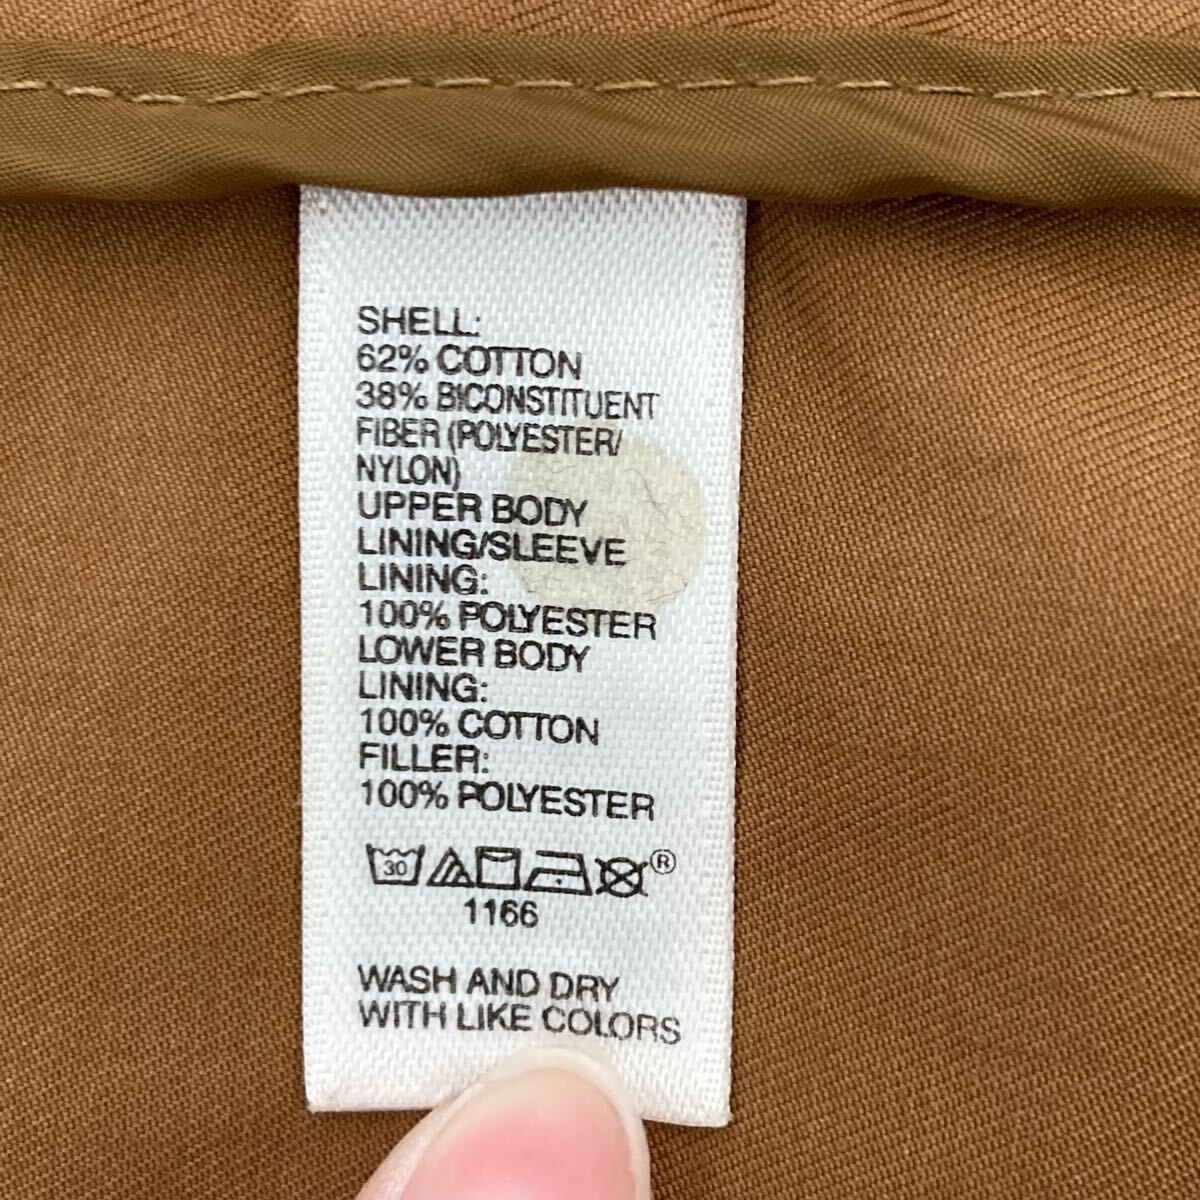 SHELL:
62% COTTON
38% BICONSTITUENT
FIBER (POLYESTER/
NYLON)
UPPER BODY
LINING/SLEEVE
LINING:
100% POLYESTER
LOWER BODY
LINING:
100% COTTON
FILLER:
100% POLYESTER
30 ®
1166
WASH AND DRY
WITH LIKE COLORS